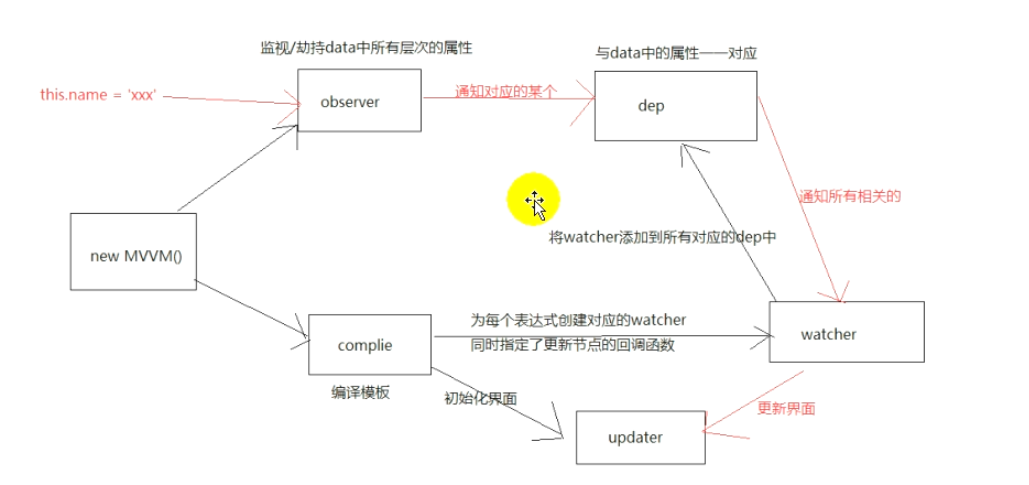 监视/劫持data中所有层次的属性
与data中的属性一一对应
this.name = 'xxx'
observer
通知对应的某个
dep
通知所有相关的
将watcher添加到所有对应的dep中
new MVVM()
为每个表达式创建对应的watcher
同时指定了更新节点的回调函数
complie
watcher
编译模板
初始化界面
更新界面
updater